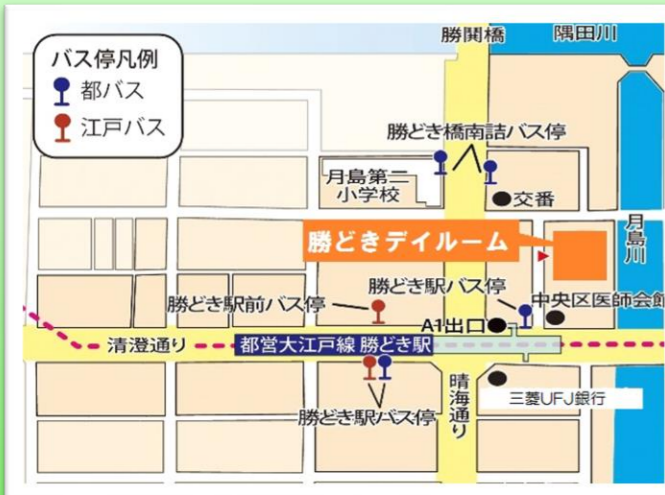 勝鬨橋
隅田川
バス停凡例
都バス
江戸バス
勝どき橋南詰バス停
月島第二
小学校
交番
月島川
勝どきデイルーム
勝どき駅バス停
勝どき駅前バス停
中央区医師会館
A1出口
清澄通り
都営大江戸線 勝どき駅
晴海通り
三菱UFJ銀行
勝どき駅バス停